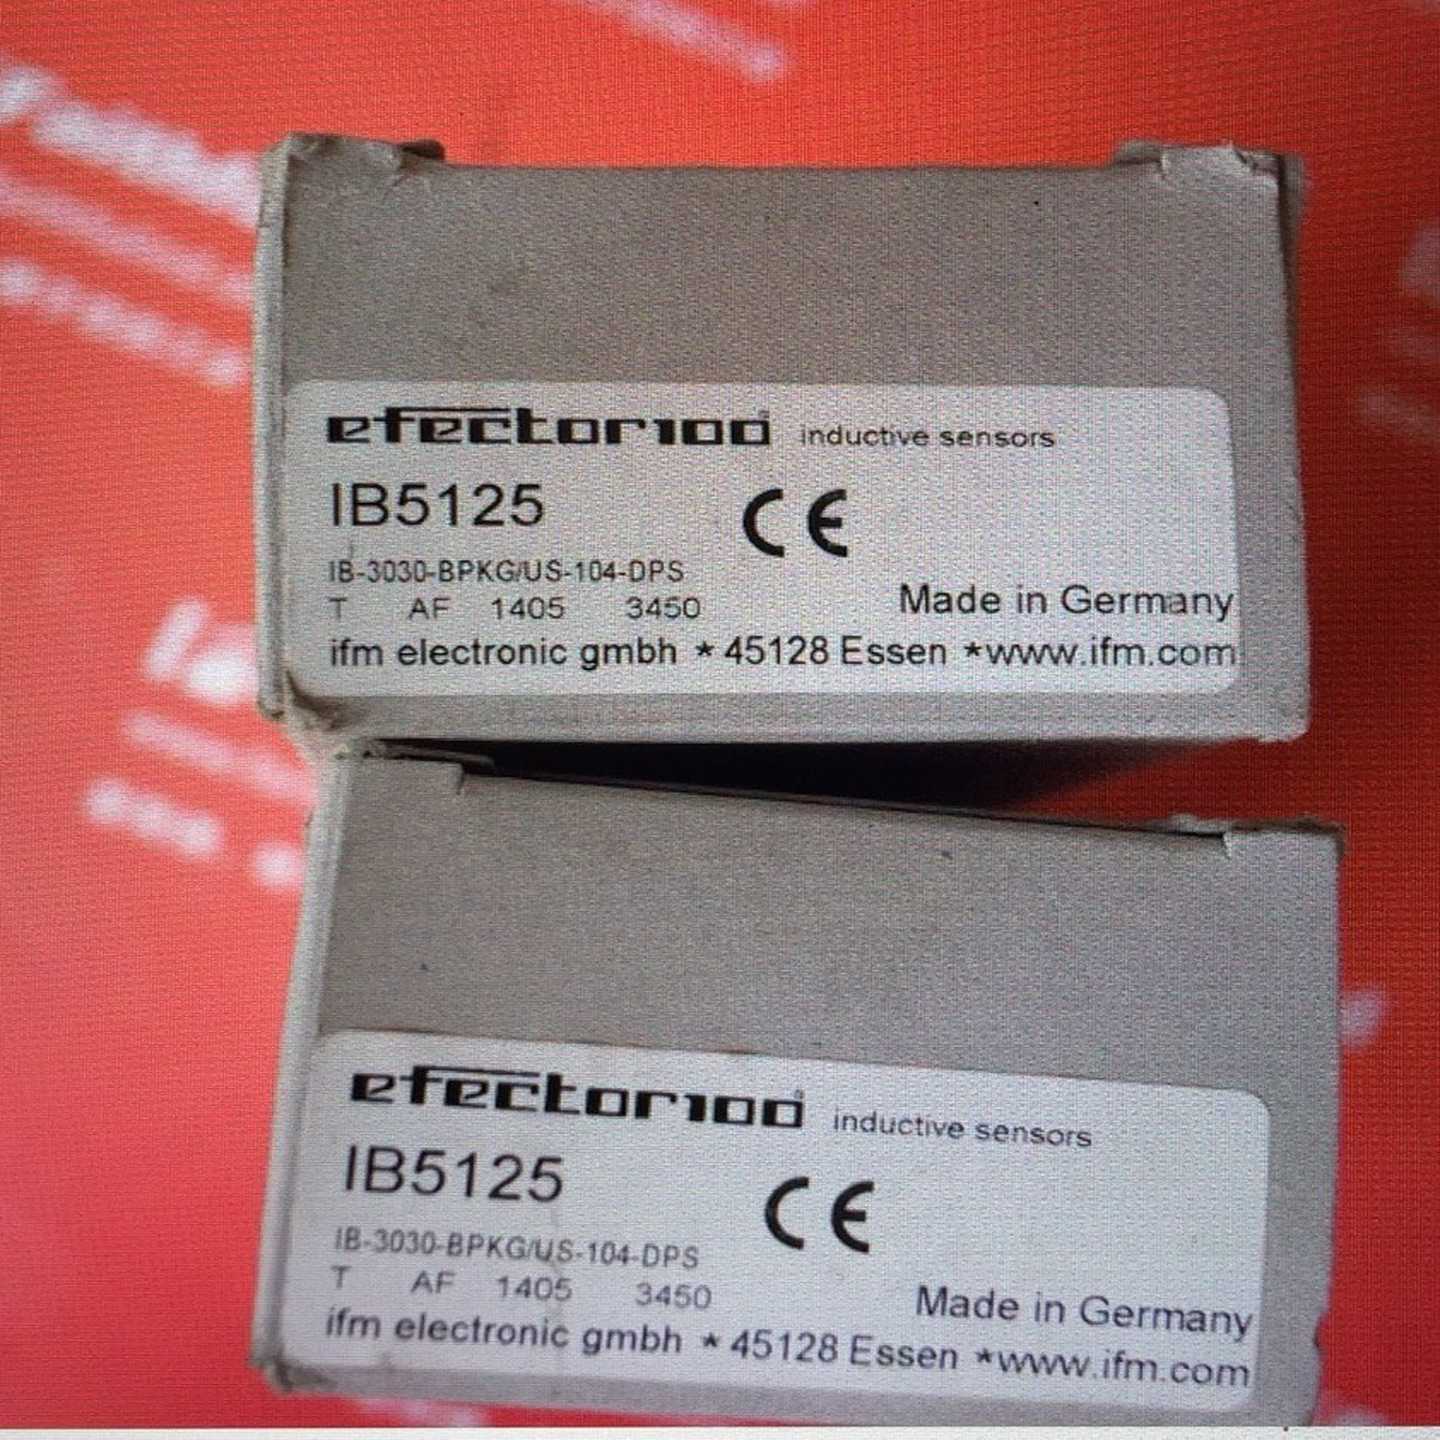 efector100® inductive sensors
IB5125
CE
IB-3030-BPKG/US-104-DPS
T AF 1405 3450
Made in Germany
ifm electronic gmbh * 45128 Essen *www.ifm.com
efector100® inductive sensors
IB5125
CE
IB-3030-BPKG/US-104-DPS
T AF 1405 3450
Made in Germany
ifm electronic gmbh * 45128 Essen *www.ifm.com